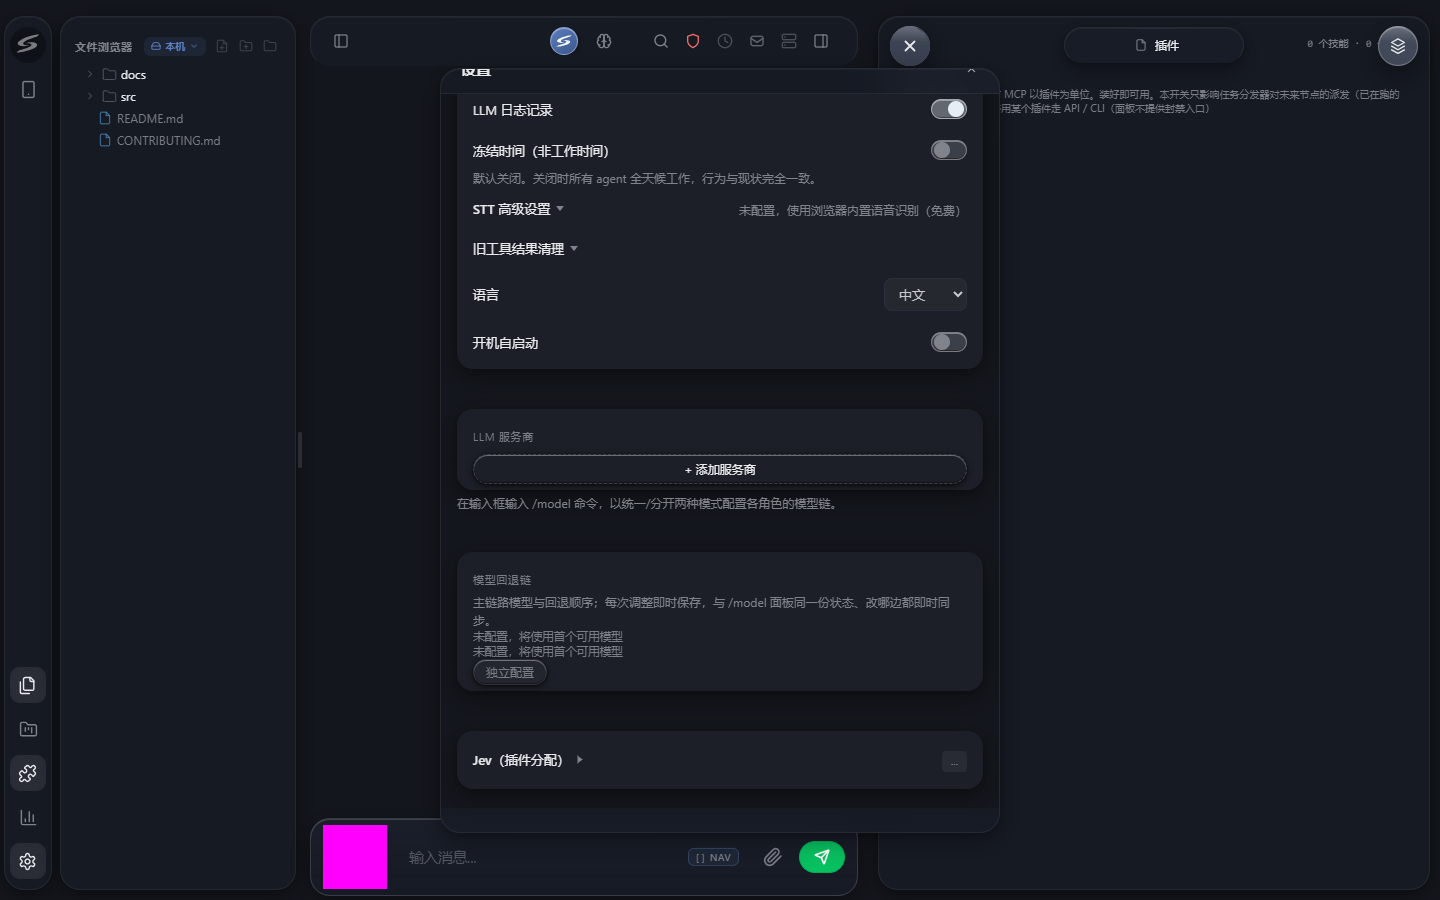 文件浏览器
本机
docs
src
README.md
CONTRIBUTING.md
设置
LLM 日志记录
冻结时间（非工作时间）
默认关闭。关闭时所有 agent 全天候工作，行为与现状完全一致。
STT 高级设置
未配置，使用浏览器内置语音识别（免费）
旧工具结果清理
语言
中文
开机自启动
LLM 服务商
+ 添加服务商
在输入框输入 /model 命令，以统一/分开两种模式配置各角色的模型链。
模型回退链
主链路模型与回退顺序；每次调整即时保存，与 /model 面板同一份状态、改哪边都即时同
步。
未配置，将使用首个可用模型
未配置，将使用首个可用模型
独立配置
Jev（插件分配）
...
输入消息...
[ ] NAV
插件
0 个技能 · 0
MCP 以插件为单位。装好即可用。本开关只影响任务分发器对未来节点的派发（已在跑的
用某个插件走 API / CLI（面板不提供封禁入口）